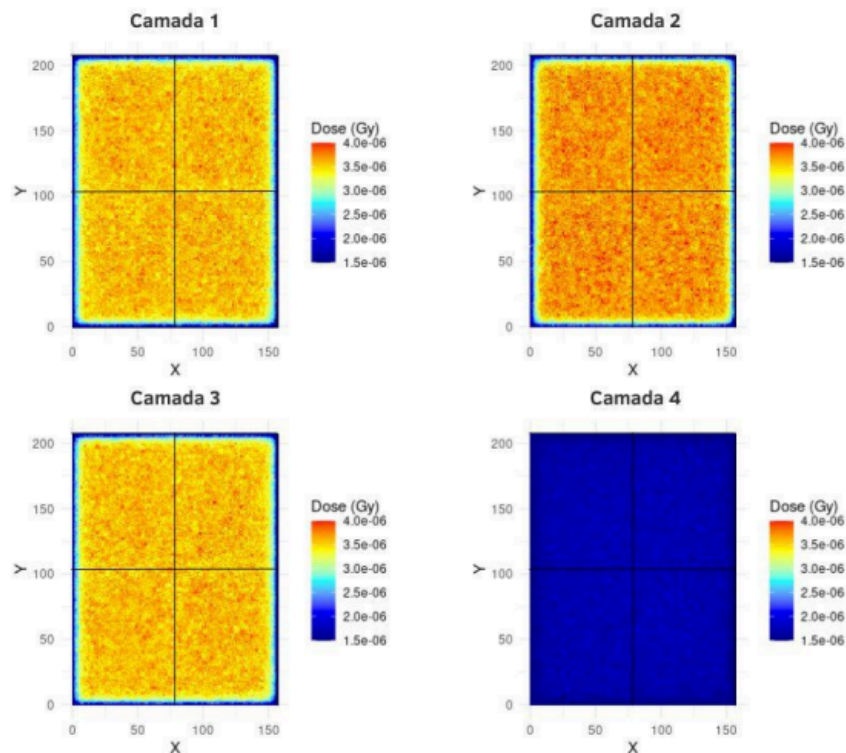 Camada 1
200
150
100
50
0
Y
0 50 100 150
X
Dose (Gy)
4.0e-06
3.5e-06
3.0e-06
2.5e-06
2.0e-06
1.5e-06
Camada 2
200
150
100
50
0
Y
0 50 100 150
X
Dose (Gy)
4.0e-06
3.5e-06
3.0e-06
2.5e-06
2.0e-06
1.5e-06
Camada 3
200
150
100
50
0
Y
0 50 100 150
X
Dose (Gy)
4.0e-06
3.5e-06
3.0e-06
2.5e-06
2.0e-06
1.5e-06
Camada 4
200
150
100
50
0
Y
0 50 100 150
X
Dose (Gy)
4.0e-06
3.5e-06
3.0e-06
2.5e-06
2.0e-06
1.5e-06